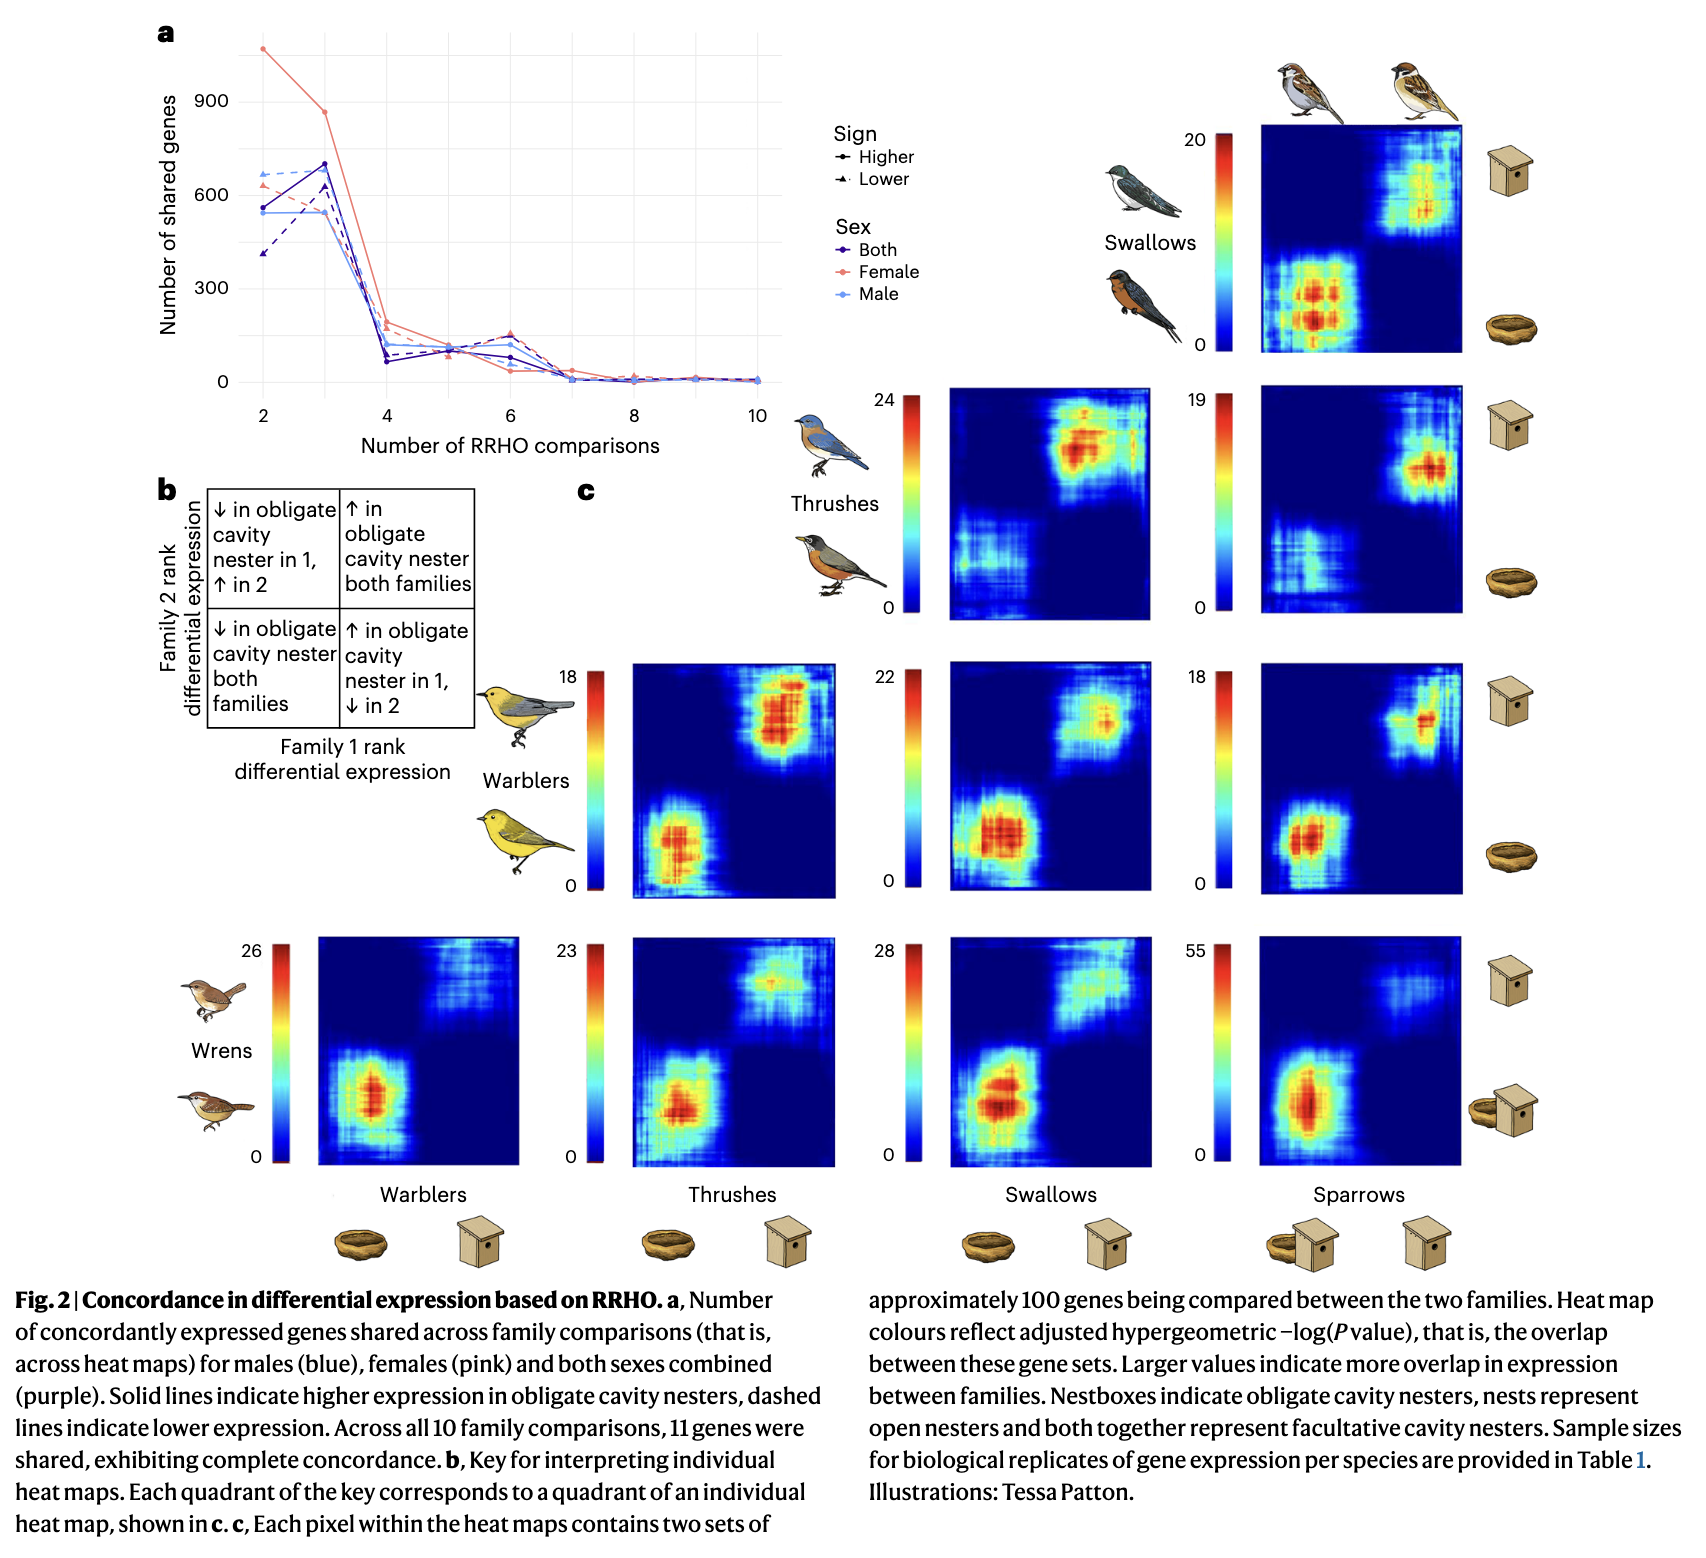 a
Number of shared genes
900
600
300
0
2
4
6
8
10
Number of RRHO comparisons
Sign
Higher
Lower
Sex
Both
Female
Male
b
Family 2 rank
differential expression
↓ in obligate
cavity
nester in 1,
↑ in 2
↑ in
obligate
cavity nester
both families
↓ in obligate
cavity nester
both
families
↑ in obligate
cavity
nester in 1,
↓ in 2
Family 1 rank
differential expression
c
Swallows
20
0
Thrushes
24
0
19
0
Warblers
18
0
22
0
18
0
Wrens
26
0
23
0
28
0
55
0
Warblers
Thrushes
Swallows
Sparrows
Fig. 2 | Concordance in differential expression based on RRHO. a, Number
of concordantly expressed genes shared across family comparisons (that is,
across heat maps) for males (blue), females (pink) and both sexes combined
(purple). Solid lines indicate higher expression in obligate cavity nesters, dashed
lines indicate lower expression. Across all 10 family comparisons, 11 genes were
shared, exhibiting complete concordance. b, Key for interpreting individual
heat maps. Each quadrant of the key corresponds to a quadrant of an individual
heat map, shown in c. c, Each pixel within the heat maps contains two sets of
approximately 100 genes being compared between the two families. Heat map
colours reflect adjusted hypergeometric −log(P value), that is, the overlap
between these gene sets. Larger values indicate more overlap in expression
between families. Nestboxes indicate obligate cavity nesters, nests represent
open nesters and both together represent facultative cavity nesters. Sample sizes
for biological replicates of gene expression per species are provided in Table 1.
Illustrations: Tessa Patton.